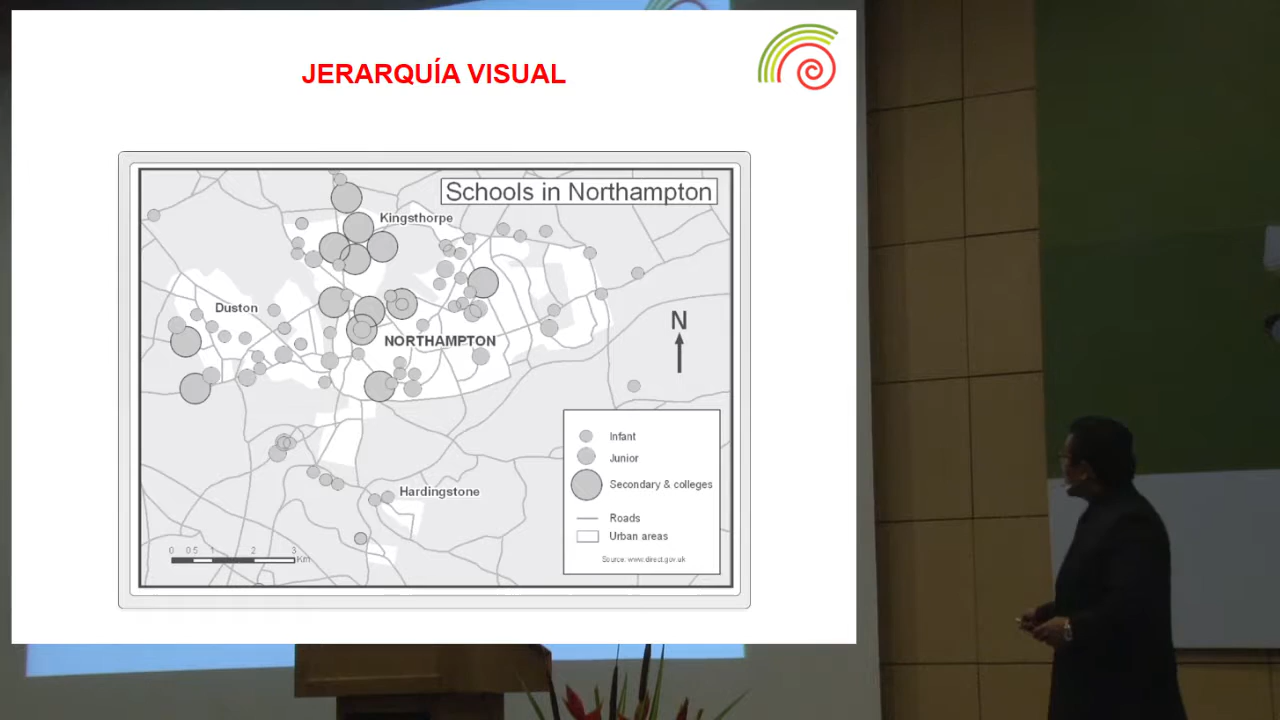 JERARQUÍA VISUAL
Schools in Northampton
Kingsthorpe
Duston
NORTHAMPTON
N
Hardingstone
Infant
Junior
Secondary & colleges
Roads
Urban areas
Source: www.direct.gov.uk
0 0.5 1 2 3
Km